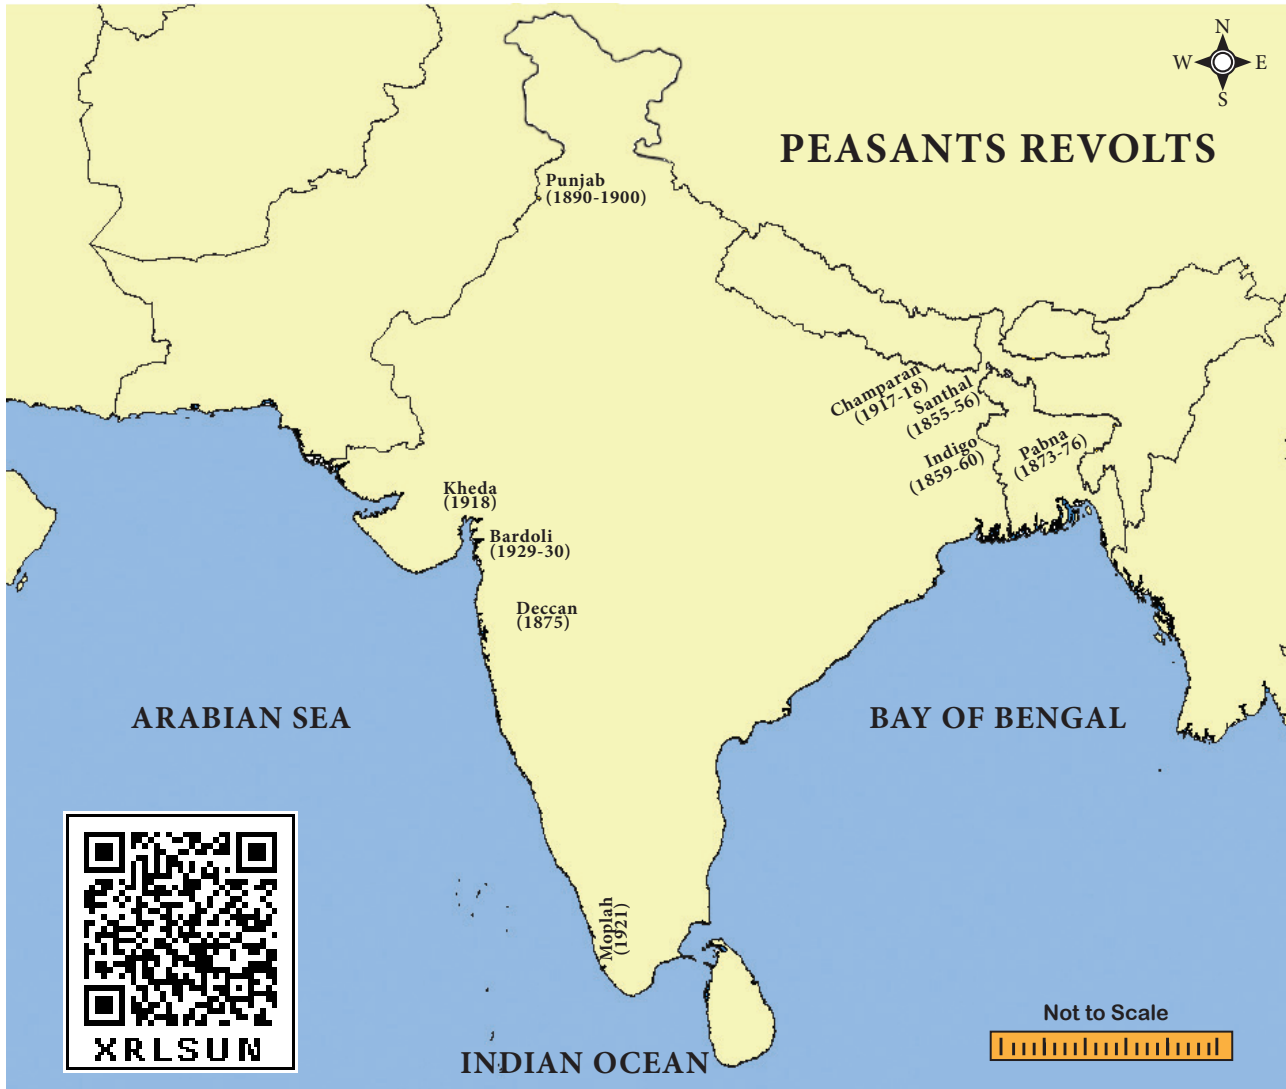 N
W E
S
PEASANTS REVOLTS
Punjab
(1890-1900)
Champaran
(1917-18)
Santhal
(1855-56)
Indigo
(1859-60)
Pabna
(1873-76)
Kheda
(1918)
Bardoli
(1929-30)
Deccan
(1875)
ARABIAN SEA
BAY OF BENGAL
Moplah
(1921)
Not to Scale
XRLSUN
INDIAN OCEAN